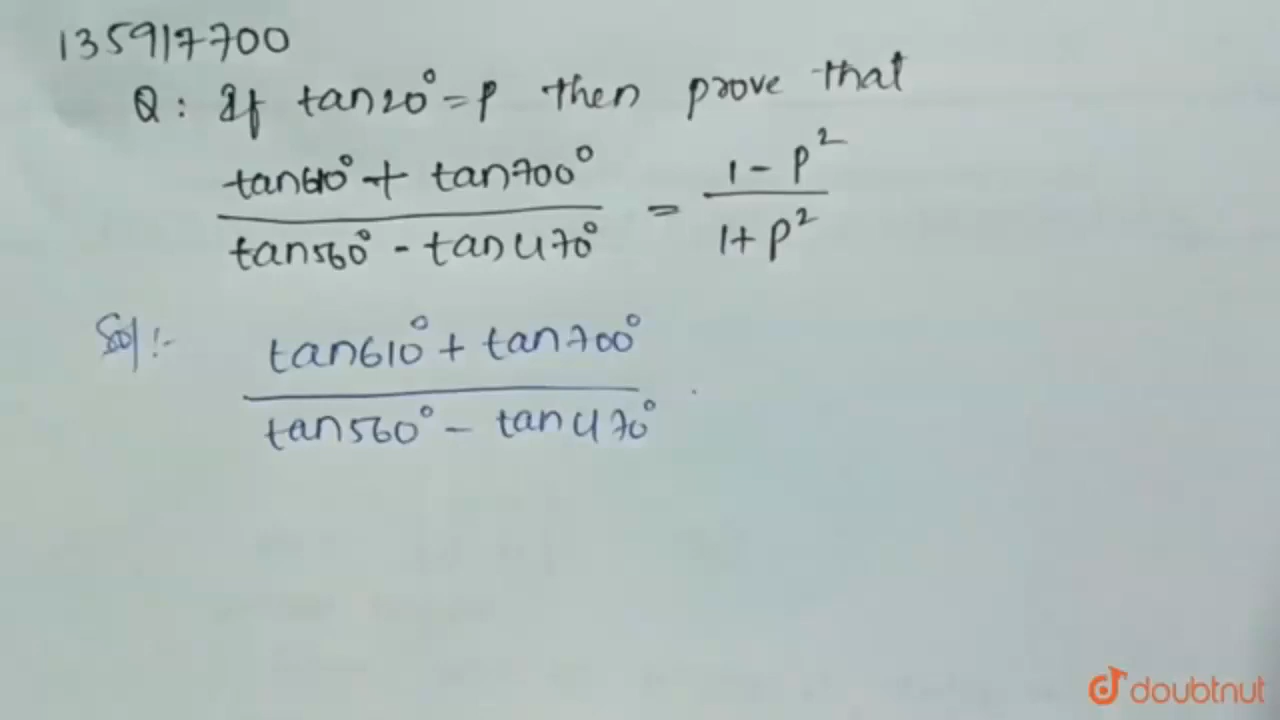 135917700
Q: If tan20° = p then prove that
tan610° + tan700°
tan560° - tan470°
= 1 - p²
1 + p²
Sol :-
tan610° + tan700°
tan560° - tan470°
doubtnut